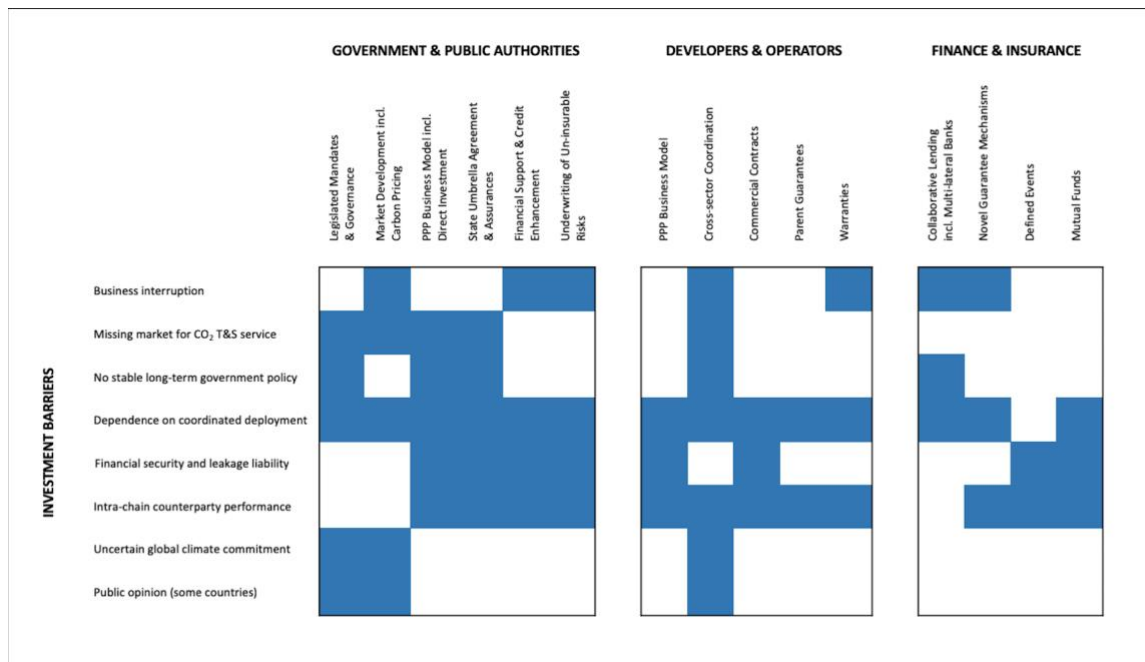 GOVERNMENT & PUBLIC AUTHORITIES
DEVELOPERS & OPERATORS
FINANCE & INSURANCE
Legislated Mandates
& Governance
Market Development incl.
Carbon Pricing
PPP Business Model incl.
Direct Investment
State Umbrella Agreement
& Assurances
Financial Support & Credit
Enhancement
Underwriting of Un-insurable
Risks
PPP Business Model
Cross-sector Coordination
Commercial Contracts
Parent Guarantees
Warranties
Collaborative Lending
incl. Multi-lateral Banks
Novel Guarantee Mechanisms
Defined Events
Mutual Funds
INVESTMENT BARRIERS
Business interruption
Missing market for CO₂ T&S service
No stable long-term government policy
Dependence on coordinated deployment
Financial security and leakage liability
Intra-chain counterparty performance
Uncertain global climate commitment
Public opinion (some countries)